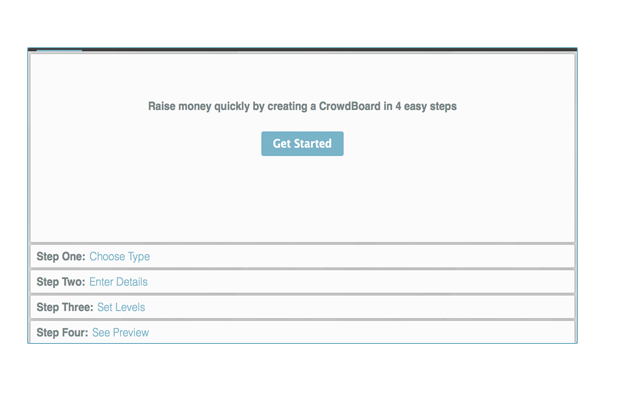 Raise money quickly by creating a CrowdBoard in 4 easy steps
Get Started
Step One: Choose Type
Step Two: Enter Details
Step Three: Set Levels
Step Four: See Preview